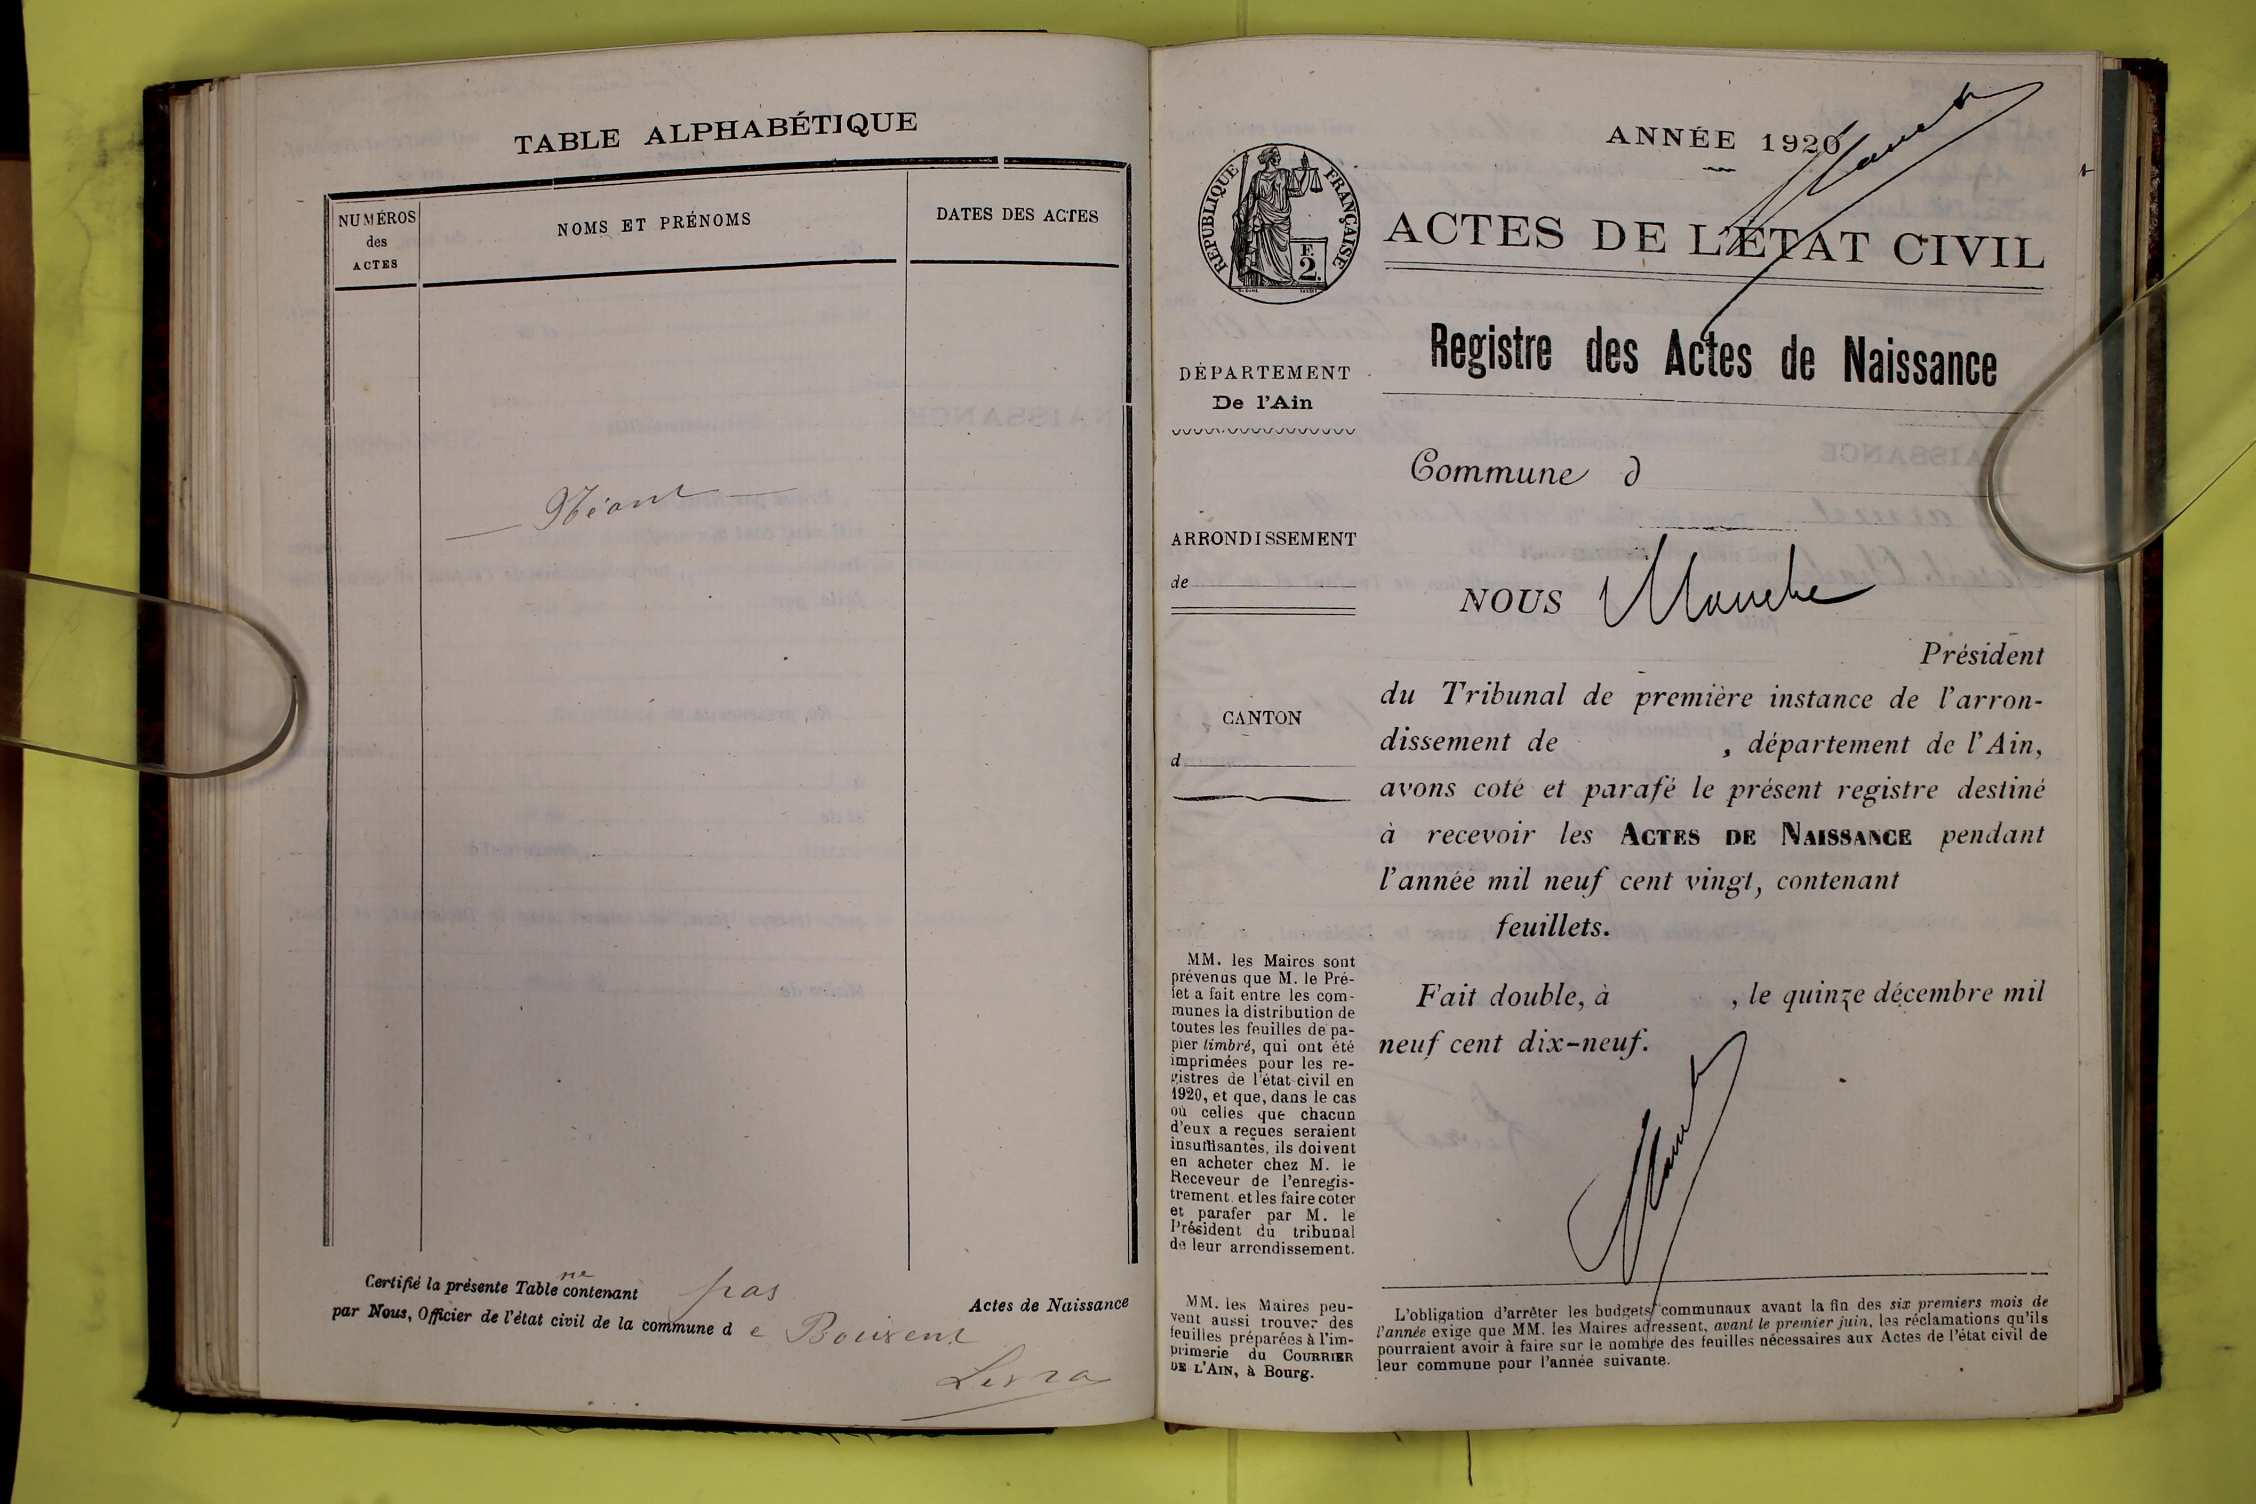 TABLE ALPHABÉTIQUE
NUMÉROS
des
ACTES
NOMS ET PRÉNOMS
DATES DES ACTES
Néant
Certifié la présente Table ne contenant pas Actes de Naissance
par Nous, Officier de l'état civil de la commune de
ANNÉE 1920
RÉPUBLIQUE FRANÇAISE
F.
2.
ACTES DE L'ÉTAT CIVIL
Registre des Actes de Naissance
DÉPARTEMENT
De l'Ain
Commune d
ARRONDISSEMENT
de
NOUS
CANTON
d
Président
du Tribunal de première instance de l'arron-
dissement de , département de l'Ain,
avons coté et parafé le présent registre destiné
à recevoir les ACTES DE NAISSANCE pendant
l'année mil neuf cent vingt, contenant
feuillets.
Fait double, à , le quinze décembre mil
neuf cent dix-neuf.
MM. les Maires sont
prévenus que M. le Pré-
fet a fait entre les com-
munes la distribution de
toutes les feuilles de pa-
pier timbré, qui ont été
imprimées pour les re-
gistres de l'état civil en
1920, et que, dans le cas
où celles que chacun
d'eux a reçues seraient
insuffisantes, ils doivent
en acheter chez M. le
Receveur de l'enregis-
trement et les faire coter
et parafer par M. le
Président du tribunal
de leur arrondissement.
MM. les Maires peu-
vent aussi trouver des
feuilles préparées à l'im-
primerie du COURRIER
DE L'AIN, à Bourg.
L'obligation d'arrêter les budgets communaux avant la fin des six premiers mois de
l'année exige que MM. les Maires adressent, avant le premier juin, les réclamations qu'ils
pourraient avoir à faire sur le nombre des feuilles nécessaires aux Actes de l'état civil de
leur commune pour l'année suivante.